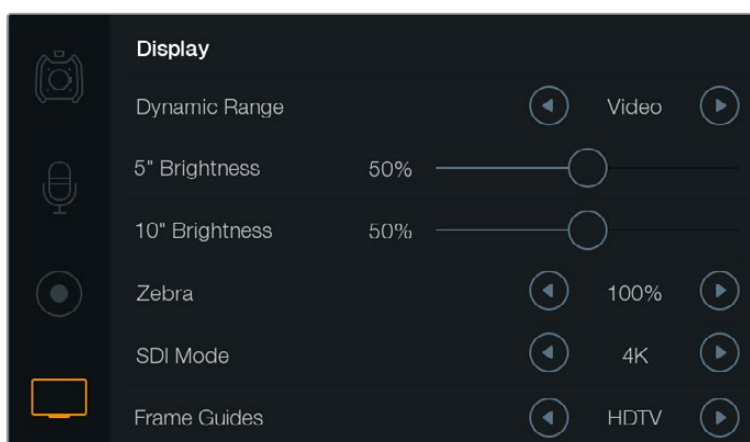 Display
Dynamic Range Video
5" Brightness 50%
10" Brightness 50%
Zebra 100%
SDI Mode 4K
Frame Guides HDTV